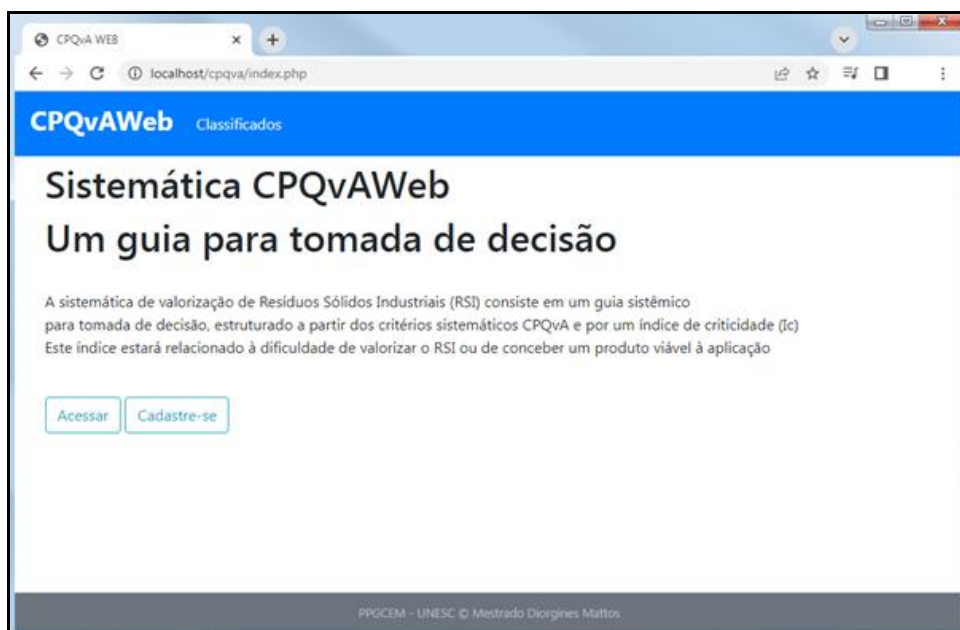 CPQvA WEB
localhost/cpqva/index.php
CPQvAWeb Classificados
Sistemática CPQvAWeb
Um guia para tomada de decisão
A sistemática de valorização de Resíduos Sólidos Industriais (RSI) consiste em um guia sistêmico
para tomada de decisão, estruturado a partir dos critérios sistemáticos CPQvA e por um índice de criticidade (Ic)
Este índice estará relacionado à dificuldade de valorizar o RSI ou de conceber um produto viável à aplicação
Acessar Cadastre-se
PPGCEM - UNESC © Mestrado Diorgines Mattos